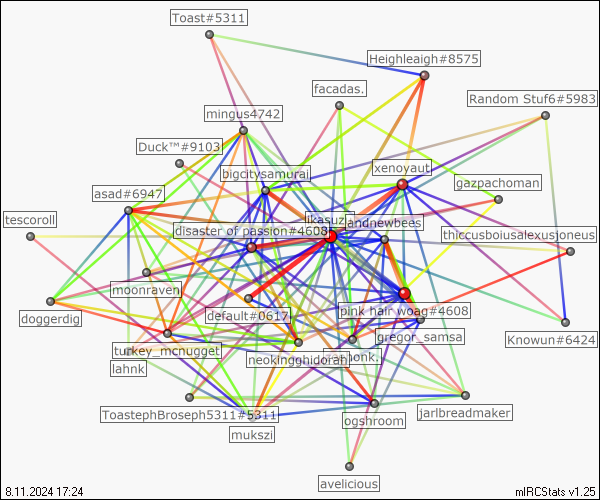 Toast#5311
Heighleaigh#8575
facadas.
Random Stuf6#5983
mingus4742
Duck™#9103
bigcitysamurai
xenoyaut
gazpachoman
asad#6947
tescoroll
ikasuz
andnewbees
disaster of passion#4608
thiccusboiusalexusjoneus
moonraven
doggerdig
default#0617
pink hair woag#4608
gregor_samsa
Knowun#6424
turkey_mcnugget
neokingghidorah
honk.
lahnk
ToastephBroseph5311#5311
ogshroom
jarlbreadmaker
mukszi
avelicious
8.11.2024 17:24
mIRCStats v1.25